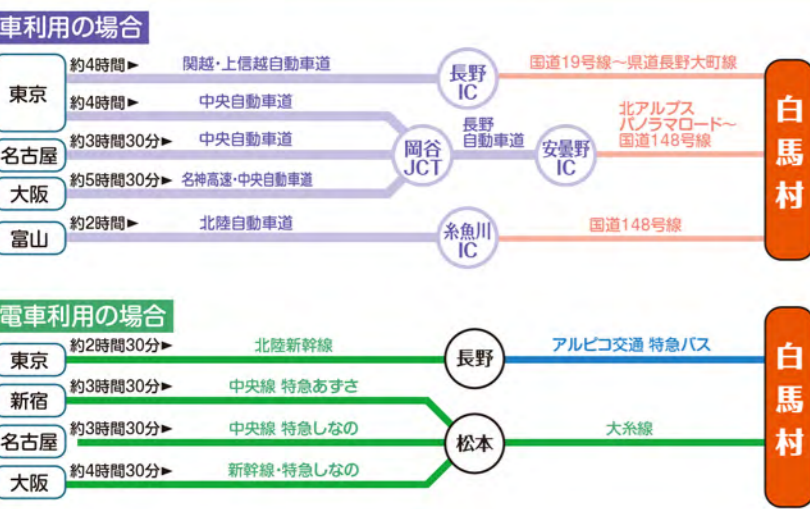 車利用の場合
東京
約4時間► 関越・上信越自動車道
長野
IC
国道19号線～県道長野大町線
約4時間► 中央自動車道
名古屋
約3時間30分► 中央自動車道
大阪
約5時間30分► 名神高速・中央自動車道
岡谷
JCT
長野
自動車道
安曇野
IC
北アルプス
パノラマロード～
国道148号線
富山
約2時間► 北陸自動車道
糸魚川
IC
国道148号線
白馬村
電車利用の場合
東京
約2時間30分► 北陸新幹線
長野
アルピコ交通 特急バス
新宿
約3時間30分► 中央線 特急あずさ
名古屋
約3時間30分► 中央線 特急しなの
大阪
約4時間30分► 新幹線・特急しなの
松本
大糸線
白馬村